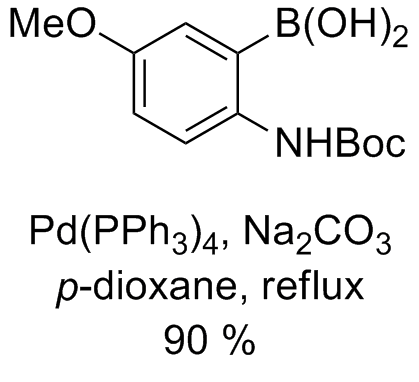 MeO
B(OH)₂
NHBoc
Pd(PPh₃)₄, Na₂CO₃
p-dioxane, reflux
90 %